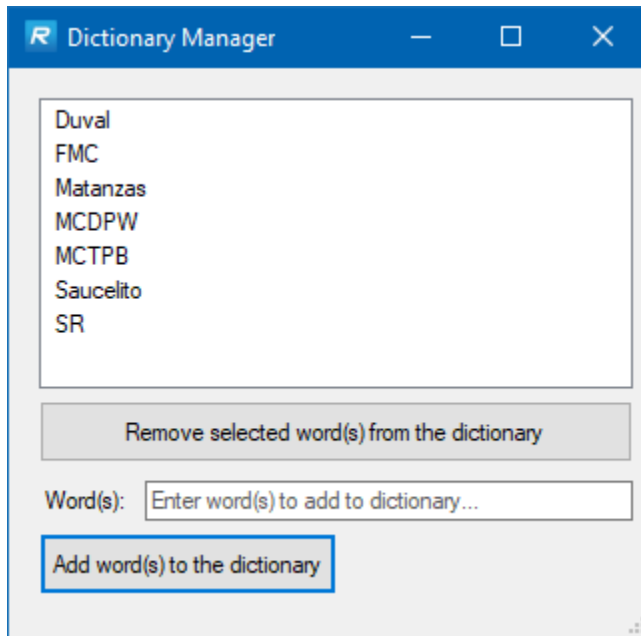 R Dictionary Manager
Duval
FMC
Matanzas
MCDPW
MCTPB
Saucelito
SR
Remove selected word(s) from the dictionary
Word(s): Enter word(s) to add to dictionary...
Add word(s) to the dictionary